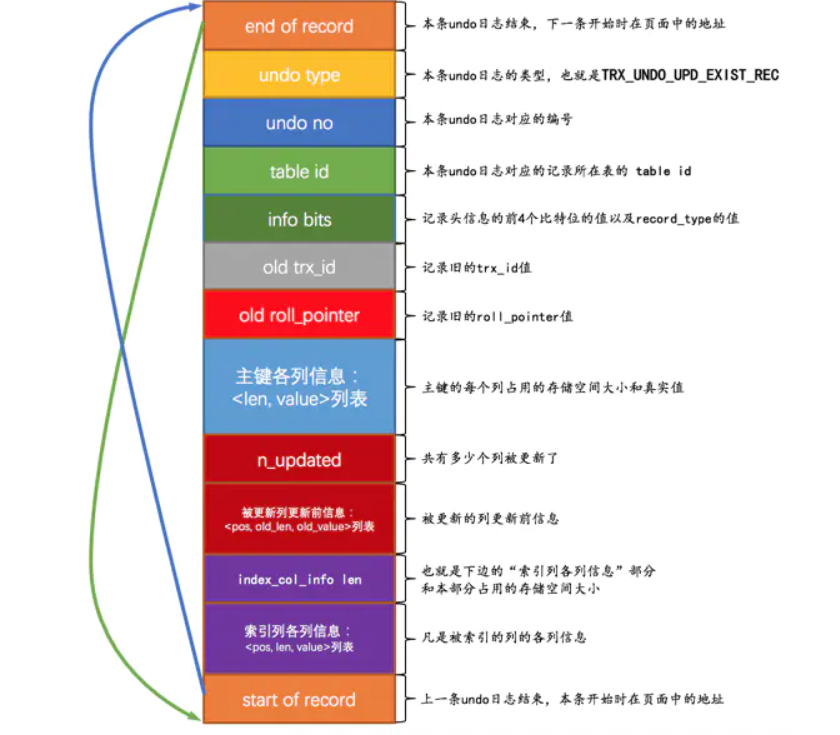 end of record
本条undo日志结束，下一条开始时在页面中的地址
undo type
本条undo日志的类型，也就是TRX_UNDO_UPD_EXIST_REC
undo no
本条undo日志对应的编号
table id
本条undo日志对应的记录所在表的 table id
info bits
记录头信息的前4个比特位的值以及record_type的值
old trx_id
记录旧的trx_id值
old roll_pointer
记录旧的roll_pointer值
主键各列信息：
<len, value>列表
主键的每个列占用的存储空间大小和真实值
n_updated
共有多少个列被更新了
被更新列更新前信息：
<pos, old_len, old_value>列表
被更新的列更新前信息
index_col_info len
也就是下边的“索引列各列信息”部分
和本部分占用的存储空间大小
索引列各列信息：
<pos, len, value>列表
凡是被索引的列的各列信息
start of record
上一条undo日志结束，本条开始时在页面中的地址